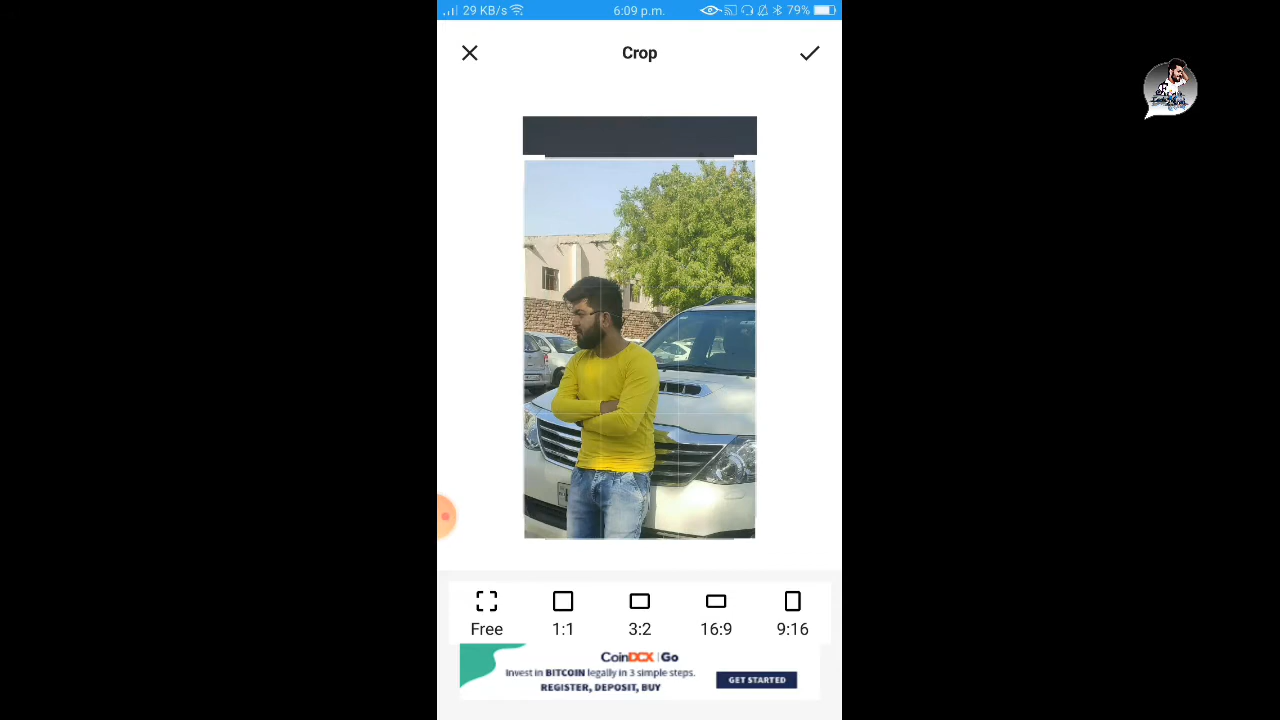 29 KB/s 6:09 p.m. 79%
Crop
Free 1:1 3:2 16:9 9:16
CoinDCX | Go
Invest in BITCOIN legally in 3 simple steps.
REGISTER, DEPOSIT, BUY
GET STARTED